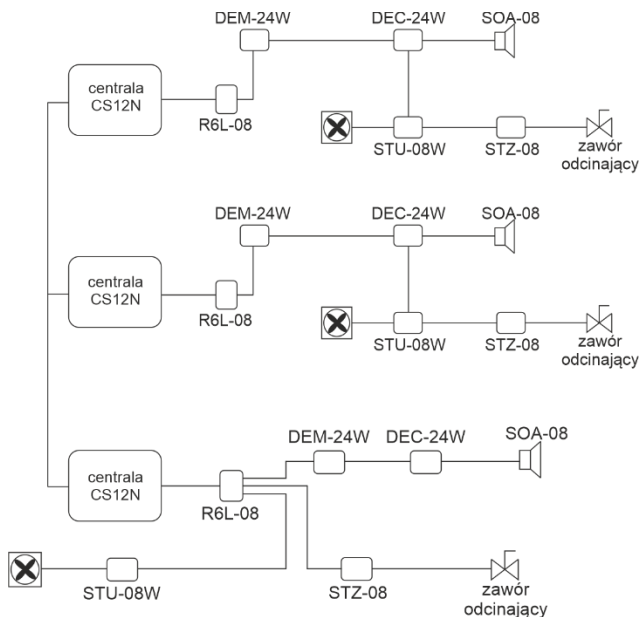 DEM-24W
DEC-24W
SOA-08
centrala
CS12N
R6L-08
STU-08W
STZ-08
zawór
odcinający
DEM-24W
DEC-24W
SOA-08
centrala
CS12N
R6L-08
STU-08W
STZ-08
zawór
odcinający
DEM-24W
DEC-24W
SOA-08
centrala
CS12N
R6L-08
STU-08W
STZ-08
zawór
odcinający